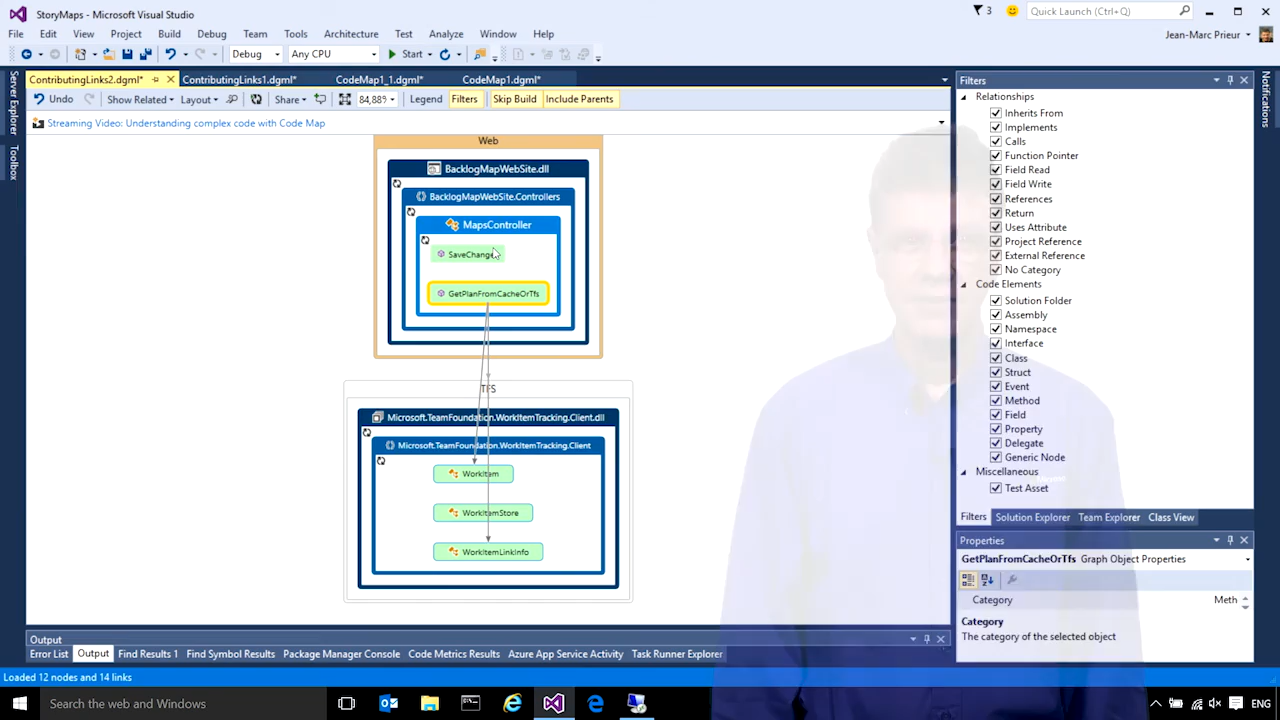 StoryMaps - Microsoft Visual Studio
3
Quick Launch (Ctrl+Q)
File Edit View Project Build Debug Team Tools Architecture Test Analyze Window Help
Jean-Marc Prieur
Debug Any CPU Start
ContributingLinks2.dgml* ContributingLinks1.dgml* CodeMap1_1.dgml* CodeMap1.dgml*
Undo Show Related Layout Share 84,88% Legend Filters Skip Build Include Parents
Streaming Video: Understanding complex code with Code Map
Server Explorer
Toolbox
Web
BacklogMapWebSite.dll
BacklogMapWebSite.Controllers
MapsController
SaveChange
GetPlanFromCacheOrTfs
TFS
Microsoft.TeamFoundation.WorkItemTracking.Client.dll
Microsoft.TeamFoundation.WorkItemTracking.Client
WorkItem
WorkItemStore
WorkItemLinkInfo
Filters
Relationships
Inherits From
Implements
Calls
Function Pointer
Field Read
Field Write
References
Return
Uses Attribute
Project Reference
External Reference
No Category
Code Elements
Solution Folder
Assembly
Namespace
Interface
Class
Struct
Event
Method
Field
Property
Delegate
Generic Node
Miscellaneous
Test Asset
Filters Solution Explorer Team Explorer Class View
Properties
GetPlanFromCacheOrTfs Graph Object Properties
Category Meth
Category
The category of the selected object
Notifications
Output
Error List Output Find Results 1 Find Symbol Results Package Manager Console Code Metrics Results Azure App Service Activity Task Runner Explorer
Loaded 12 nodes and 14 links
Search the web and Windows
ENG